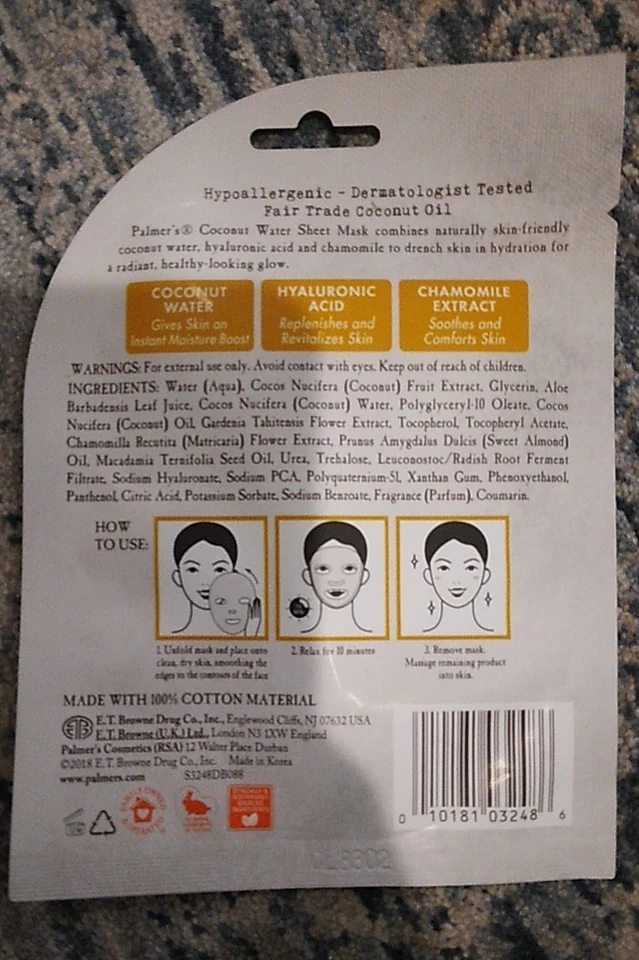 Hypoallergenic - Dermatologist Tested
Fair Trade Coconut Oil
Palmer's® Coconut Water Sheet Mask combines naturally skin-friendly
coconut water, hyaluronic acid and chamomile to drench skin in hydration for
a radiant, healthy-looking glow.
COCONUT
WATER
Gives Skin an
Instant Moisture Boost
HYALURONIC
ACID
Replenishes and
Revitalizes Skin
CHAMOMILE
EXTRACT
Soothes and
Comforts Skin
WARNINGS: For external use only. Avoid contact with eyes. Keep out of reach of children.
INGREDIENTS: Water (Aqua), Cocos Nucifera (Coconut) Fruit Extract, Glycerin, Aloe
Barbadensis Leaf Juice, Cocos Nucifera (Coconut) Water, Polyglyceryl-10 Oleate, Cocos
Nucifera (Coconut) Oil, Gardenia Tahitensis Flower Extract, Tocopherol, Tocopheryl Acetate,
Chamomilla Recutita (Matricaria) Flower Extract, Prunus Amygdalus Dulcis (Sweet Almond)
Oil, Macadamia Ternifolia Seed Oil, Urea, Trehalose, Leuconostoc/Radish Root Ferment
Filtrate, Sodium Hyaluronate, Sodium PCA, Polyquaternium-51, Xanthan Gum, Phenoxyethanol,
Panthenol, Citric Acid, Potassium Sorbate, Sodium Benzoate, Fragrance (Parfum), Coumarin.
HOW
TO USE:
1. Unfold mask and place onto
clean, dry skin, smoothing the
edges to the contours of the face
2. Relax for 10 minutes
3. Remove mask.
Massage remaining product
into skin.
MADE WITH 100% COTTON MATERIAL
ETB
E.T. Browne Drug Co., Inc., Englewood Cliffs, NJ 07632 USA
E.T. Browne (U.K.) Ltd., London N3 1XW England
Palmer's Cosmetics (RSA) 12 Walter Place Durban
©2018 E.T. Browne Drug Co., Inc. Made in Korea
www.palmers.com S3248DB088
0 10181 03248 6